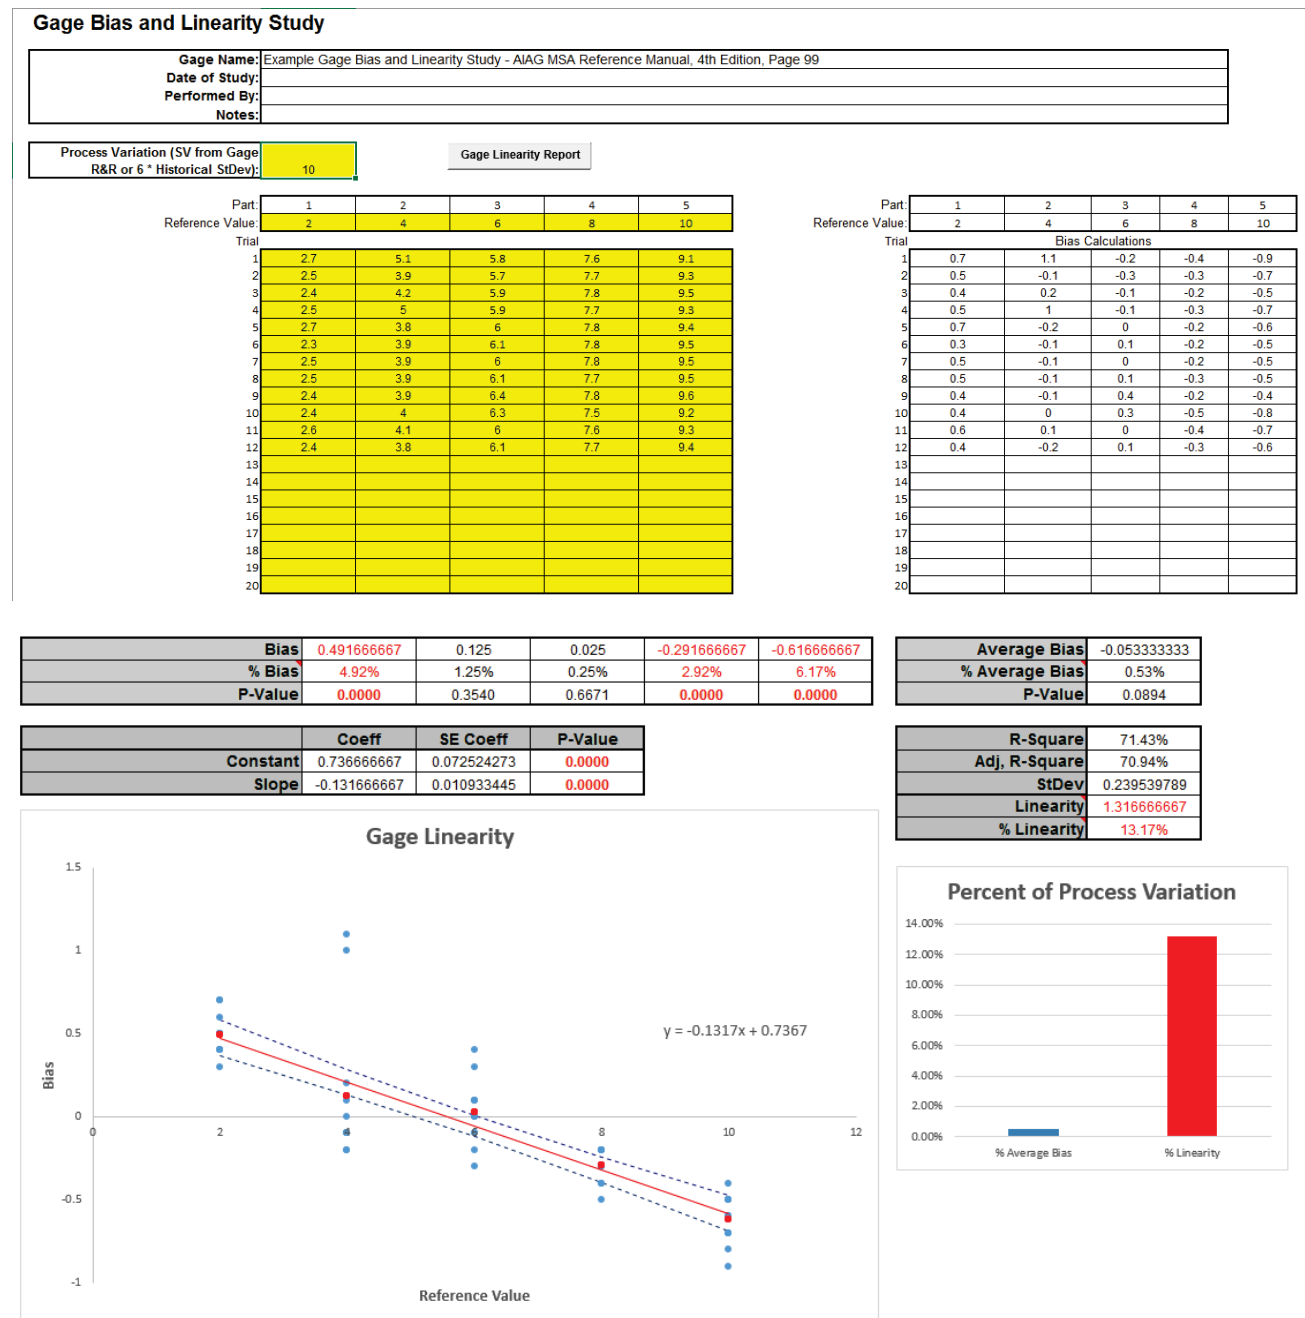 Gage Bias and Linearity Study
Gage Name: Example Gage Bias and Linearity Study - AIAG MSA Reference Manual, 4th Edition, Page 99
Date of Study:
Performed By:
Notes:
Process Variation (SV from Gage
R&R or 6 * Historical StDev): 10
Gage Linearity Report
Part: 1 2 3 4 5
Reference Value: 2 4 6 8 10
Trial
1 2.7 5.1 5.8 7.6 9.1
2 2.5 3.9 5.7 7.7 9.3
3 2.4 4.2 5.9 7.8 9.5
4 2.5 5 5.9 7.7 9.3
5 2.7 3.8 6 7.8 9.4
6 2.3 3.9 6.1 7.8 9.5
7 2.5 3.9 6 7.8 9.5
8 2.5 3.9 6.1 7.7 9.5
9 2.4 3.9 6.4 7.8 9.6
10 2.4 4 6.3 7.5 9.2
11 2.6 4.1 6 7.6 9.3
12 2.4 3.8 6.1 7.7 9.4
13
14
15
16
17
18
19
20
Part: 1 2 3 4 5
Reference Value: 2 4 6 8 10
Trial Bias Calculations
1 0.7 1.1 -0.2 -0.4 -0.9
2 0.5 -0.1 -0.3 -0.3 -0.7
3 0.4 0.2 -0.1 -0.2 -0.5
4 0.5 1 -0.1 -0.3 -0.7
5 0.7 -0.2 0 -0.2 -0.6
6 0.3 -0.1 0.1 -0.2 -0.5
7 0.5 -0.1 0 -0.2 -0.5
8 0.5 -0.1 0.1 -0.3 -0.5
9 0.4 -0.1 0.4 -0.2 -0.4
10 0.4 0 0.3 -0.5 -0.8
11 0.6 0.1 0 -0.4 -0.7
12 0.4 -0.2 0.1 -0.3 -0.6
13
14
15
16
17
18
19
20
Bias 0.491666667 0.125 0.025 -0.291666667 -0.616666667
% Bias 4.92% 1.25% 0.25% 2.92% 6.17%
P-Value 0.0000 0.3540 0.6671 0.0000 0.0000
Average Bias -0.053333333
% Average Bias 0.53%
P-Value 0.0894
Coeff SE Coeff P-Value
Constant 0.736666667 0.072524273 0.0000
Slope -0.131666667 0.010933445 0.0000
R-Square 71.43%
Adj, R-Square 70.94%
StDev 0.239539789
Linearity 1.316666667
% Linearity 13.17%
Gage Linearity
1.5
1
0.5
0
-0.5
-1
0 2 4 6 8 10 12
y = -0.1317x + 0.7367
Bias
Reference Value
Percent of Process Variation
14.00%
12.00%
10.00%
8.00%
6.00%
4.00%
2.00%
0.00%
% Average Bias % Linearity